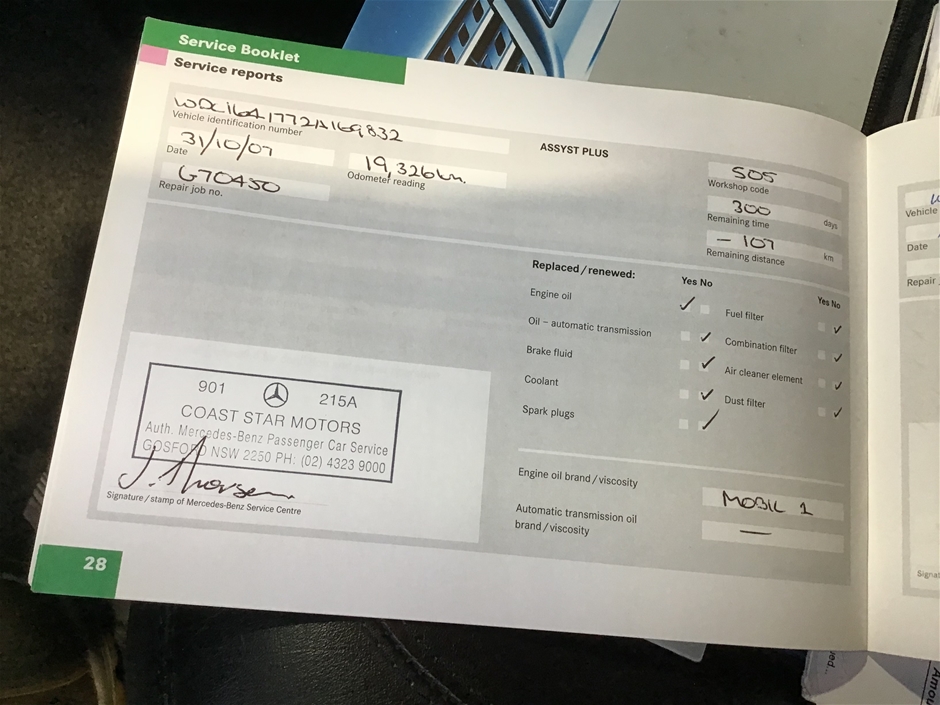 Service Booklet
Service reports
WDC1641772A169832
Vehicle identification number
31/10/07
Date
19,326 km.
Odometer reading
G70450
Repair job no.
ASSYST PLUS
505
Workshop code
300
Remaining time
days
- 107
Remaining distance
km
Replaced / renewed:
Yes No
Yes No
Engine oil
✓
Fuel filter
✓
Oil – automatic transmission
✓
Combination filter
✓
Brake fluid
✓
Air cleaner element
✓
Coolant
✓
Dust filter
✓
Spark plugs
✓
Engine oil brand / viscosity
MOBIL 1
Automatic transmission oil
brand / viscosity
—
901 215A
COAST STAR MOTORS
Auth. Mercedes-Benz Passenger Car Service
GOSFORD NSW 2250 PH: (02) 4323 9000
Signature / stamp of Mercedes-Benz Service Centre
28
Vehicle
Date
Repair